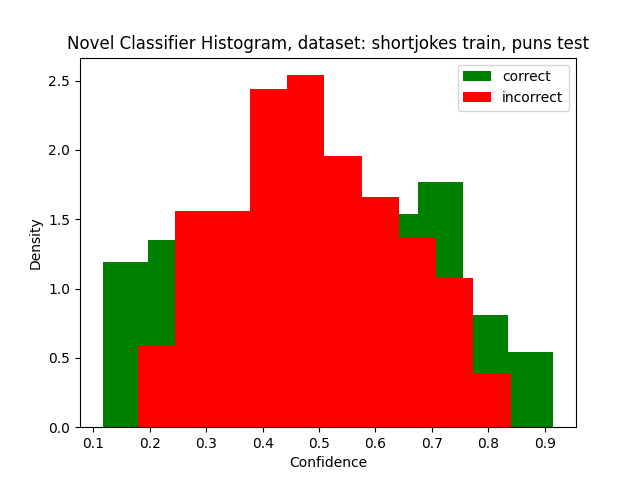 Novel Classifier Histogram, dataset: shortjokes train, puns test
correct
incorrect
2.5
2.0
1.5
1.0
0.5
0.0
Density
0.1 0.2 0.3 0.4 0.5 0.6 0.7 0.8 0.9
Confidence